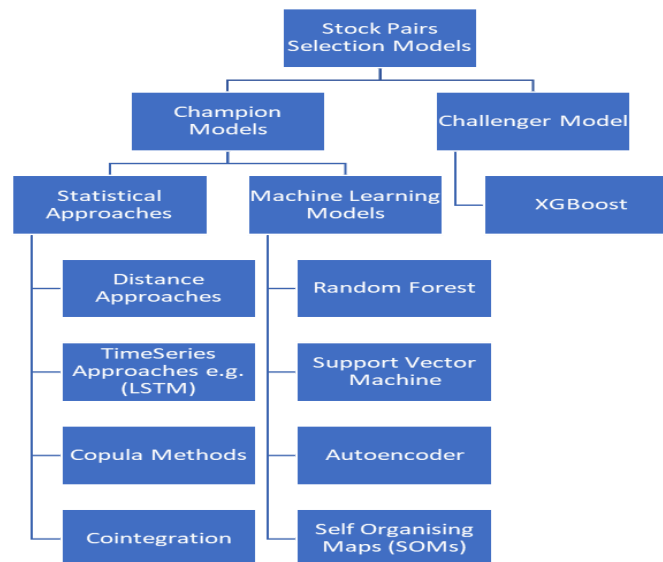 Stock Pairs
Selection Models
Champion
Models
Challenger Model
Statistical
Approaches
Machine Learning
Models
XGBoost
Distance
Approaches
Random Forest
TimeSeries
Approaches e.g.
(LSTM)
Support Vector
Machine
Copula Methods
Autoencoder
Cointegration
Self Organising
Maps (SOMs)